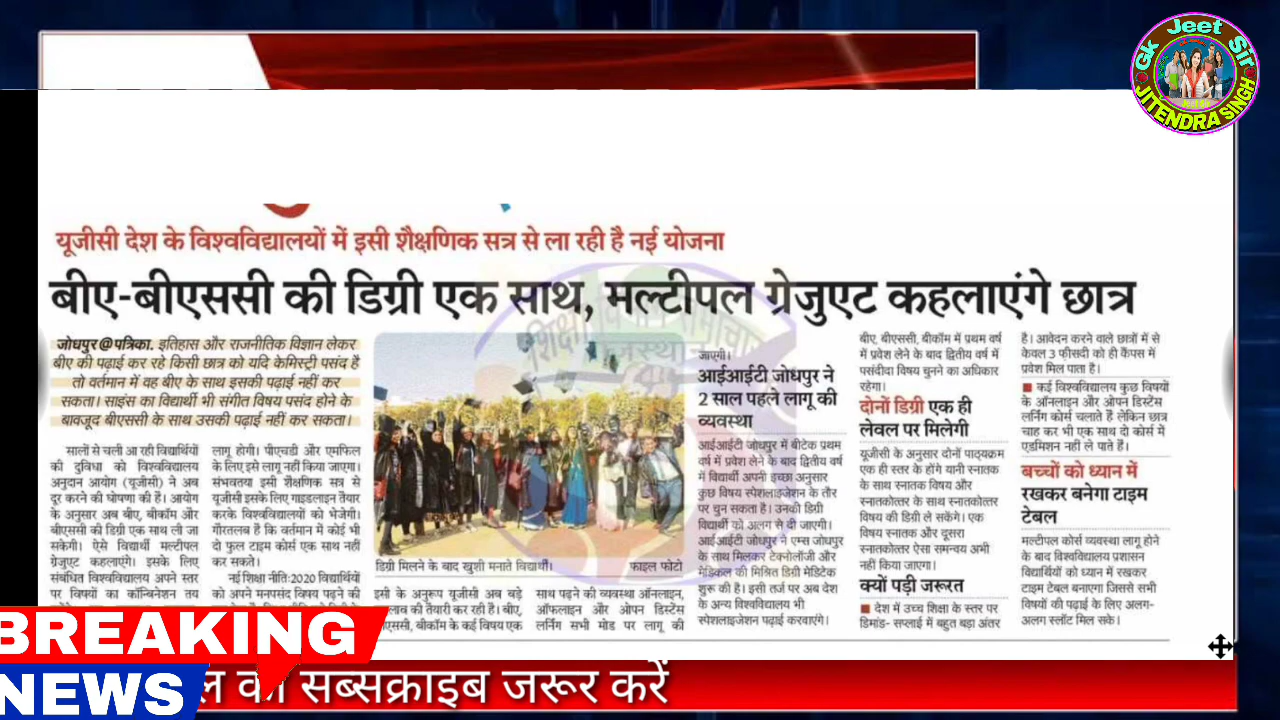 Gk Jeet Sir
JITENDRA SINGH
Jeet Sir
यूजीसी देश के विश्वविद्यालयों में इसी शैक्षणिक सत्र से ला रही है नई योजना
बीए-बीएससी की डिग्री एक साथ, मल्टीपल ग्रेजुएट कहलाएंगे छात्र
जोधपुर@पत्रिका. इतिहास और राजनीतिक विज्ञान लेकर
बीए की पढ़ाई कर रहे किसी छात्र को यदि केमिस्ट्री पसंद है
तो वर्तमान में वह बीए के साथ इसकी पढ़ाई नहीं कर
सकता। साइंस का विद्यार्थी भी संगीत विषय पसंद होने के
बावजूद बीएससी के साथ उसकी पढ़ाई नहीं कर सकता।
सालों से चली आ रही विद्यार्थियों
की दुविधा को विश्वविद्यालय
अनुदान आयोग (यूजीसी) ने अब
दूर करने की घोषणा की है। आयोग
के अनुसार अब बीए, बीकॉम और
बीएससी की डिग्री एक साथ ली जा
सकेगी। ऐसे विद्यार्थी मल्टीपल
ग्रेजुएट कहलाएंगे। इसके लिए
संबंधित विश्वविद्यालय अपने स्तर
पर विषयों का कॉम्बिनेशन तय
लागू होगी। पीएचडी और एमफिल
के लिए इसे लागू नहीं किया जाएगा।
संभवतया इसी शैक्षणिक सत्र से
यूजीसी इसके लिए गाइडलाइन तैयार
करके विश्वविद्यालयों को भेजेगी।
गौरतलब है कि वर्तमान में कोई भी
दो फुल टाइम कोर्स एक साथ नहीं
कर सकते।
नई शिक्षा नीति:2020 विद्यार्थियों
को अपने मनपसंद विषय पढ़ने की
डिग्री मिलने के बाद खुशी मनाते विद्यार्थी। फाइल फोटो
इसी के अनुरूप यूजीसी अब बड़े
लाव की तैयारी कर रही है। बीए,
एससी, बीकॉम के कई विषय एक
साथ पढ़ने की व्यवस्था ऑनलाइन,
ऑफलाइन और ओपन डिस्टेंस
लर्निंग सभी मोड पर लागू की
जाएगी।
आईआईटी जोधपुर ने
2 साल पहले लागू की
व्यवस्था
आईआईटी जोधपुर में बीटेक प्रथम
वर्ष में प्रवेश लेने के बाद द्वितीय वर्ष
में विद्यार्थी अपनी इच्छा अनुसार
कुछ विषय स्पेशलाइजेशन के तौर
पर चुन सकता है। उनकी डिग्री
विद्यार्थी को अलग से दी जाएगी।
आईआईटी जोधपुर ने एम्स जोधपुर
के साथ मिलकर टेक्नोलॉजी और
मेडिकल की मिश्रित डिग्री मेडिटेक
शुरू की है। इसी तर्ज पर अब देश
के अन्य विश्वविद्यालय भी
स्पेशलाइजेशन पढ़ाई करवाएंगे।
बीए, बीएससी, बीकॉम में प्रथम वर्ष
में प्रवेश लेने के बाद द्वितीय वर्ष में
पसंदीदा विषय चुनने का अधिकार
रहेगा।
दोनों डिग्री एक ही
लेवल पर मिलेगी
यूजीसी के अनुसार दोनों पाठ्यक्रम
एक ही स्तर के होंगे यानी स्नातक
के साथ स्नातक विषय और
स्नातकोत्तर के साथ स्नातकोत्तर
विषय की डिग्री ले सकेंगे। एक
विषय स्नातक और दूसरा
स्नातकोत्तर ऐसा समन्वय अभी
नहीं किया जाएगा।
क्यों पड़ी जरूरत
देश में उच्च शिक्षा के स्तर पर
डिमांड- सप्लाई में बहुत बड़ा अंतर
है। आवेदन करने वाले छात्रों में से
केवल 3 फीसदी को ही कैंपस में
प्रवेश मिल पाता है।
कई विश्वविद्यालय कुछ विषयों
के ऑनलाइन और ओपन डिस्टेंस
लर्निंग कोर्स चलाते हैं लेकिन छात्र
चाह कर भी एक साथ दो कोर्स में
एडमिशन नहीं ले पाते हैं।
बच्चों को ध्यान में
रखकर बनेगा टाइम
टेबल
मल्टीपल कोर्स व्यवस्था लागू होने
के बाद विश्वविद्यालय प्रशासन
विद्यार्थियों को ध्यान में रखकर
टाइम टेबल बनाएगा जिससे सभी
विषयों की पढ़ाई के लिए अलग-
अलग स्लॉट मिल सके।
BREAKING
NEWS
ल को सब्सक्राइब जरूर करें